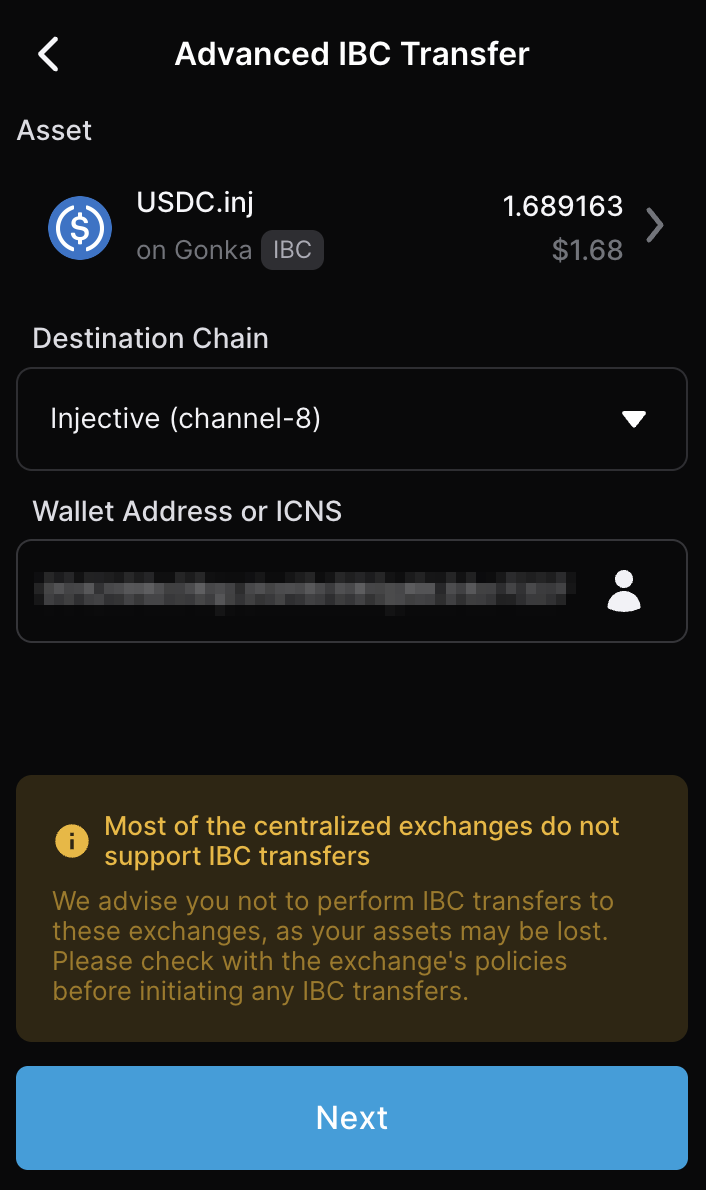 Advanced IBC Transfer
Asset
USDC.inj
1.689163
on Gonka IBC
$1.68
Destination Chain
Injective (channel-8)
Wallet Address or ICNS
Most of the centralized exchanges do not
support IBC transfers
We advise you not to perform IBC transfers to
these exchanges, as your assets may be lost.
Please check with the exchange's policies
before initiating any IBC transfers.
Next